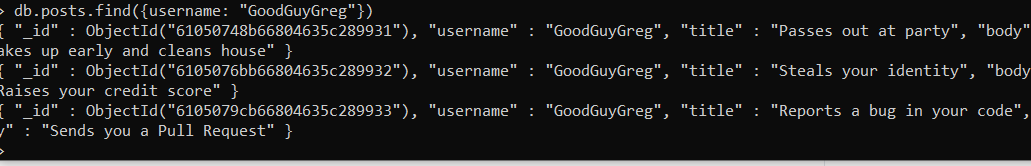 > db.posts.find({username: "GoodGuyGreg"})
{ "_id" : ObjectId("61050748b66804635c289931"), "username" : "GoodGuyGreg", "title" : "Passes out at party", "body"
akes up early and cleans house" }
{ "_id" : ObjectId("6105076bb66804635c289932"), "username" : "GoodGuyGreg", "title" : "Steals your identity", "body
Raises your credit score" }
{ "_id" : ObjectId("6105079cb66804635c289933"), "username" : "GoodGuyGreg", "title" : "Reports a bug in your code",
y" : "Sends you a Pull Request" }
>